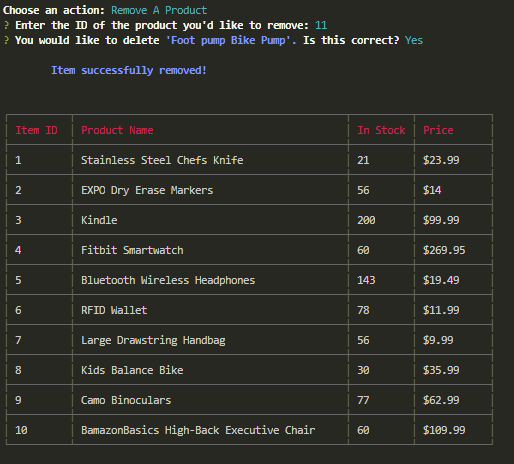 Choose an action: Remove A Product
? Enter the ID of the product you'd like to remove: 11
? You would like to delete 'Foot pump Bike Pump'. Is this correct? Yes
Item successfully removed!
Item ID Product Name In Stock Price
1 Stainless Steel Chefs Knife 21 $23.99
2 EXPO Dry Erase Markers 56 $14
3 Kindle 200 $99.99
4 Fitbit Smartwatch 60 $269.95
5 Bluetooth Wireless Headphones 143 $19.49
6 RFID Wallet 78 $11.99
7 Large Drawstring Handbag 56 $9.99
8 Kids Balance Bike 30 $35.99
9 Camo Binoculars 77 $62.99
10 BamazonBasics High-Back Executive Chair 60 $109.99